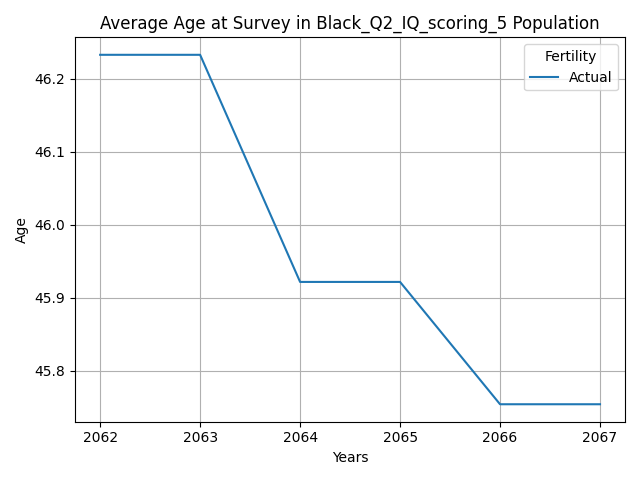 Average Age at Survey in Black_Q2_IQ_scoring_5 Population
Fertility
Actual
46.2
46.1
46.0
45.9
45.8
Age
2062 2063 2064 2065 2066 2067
Years